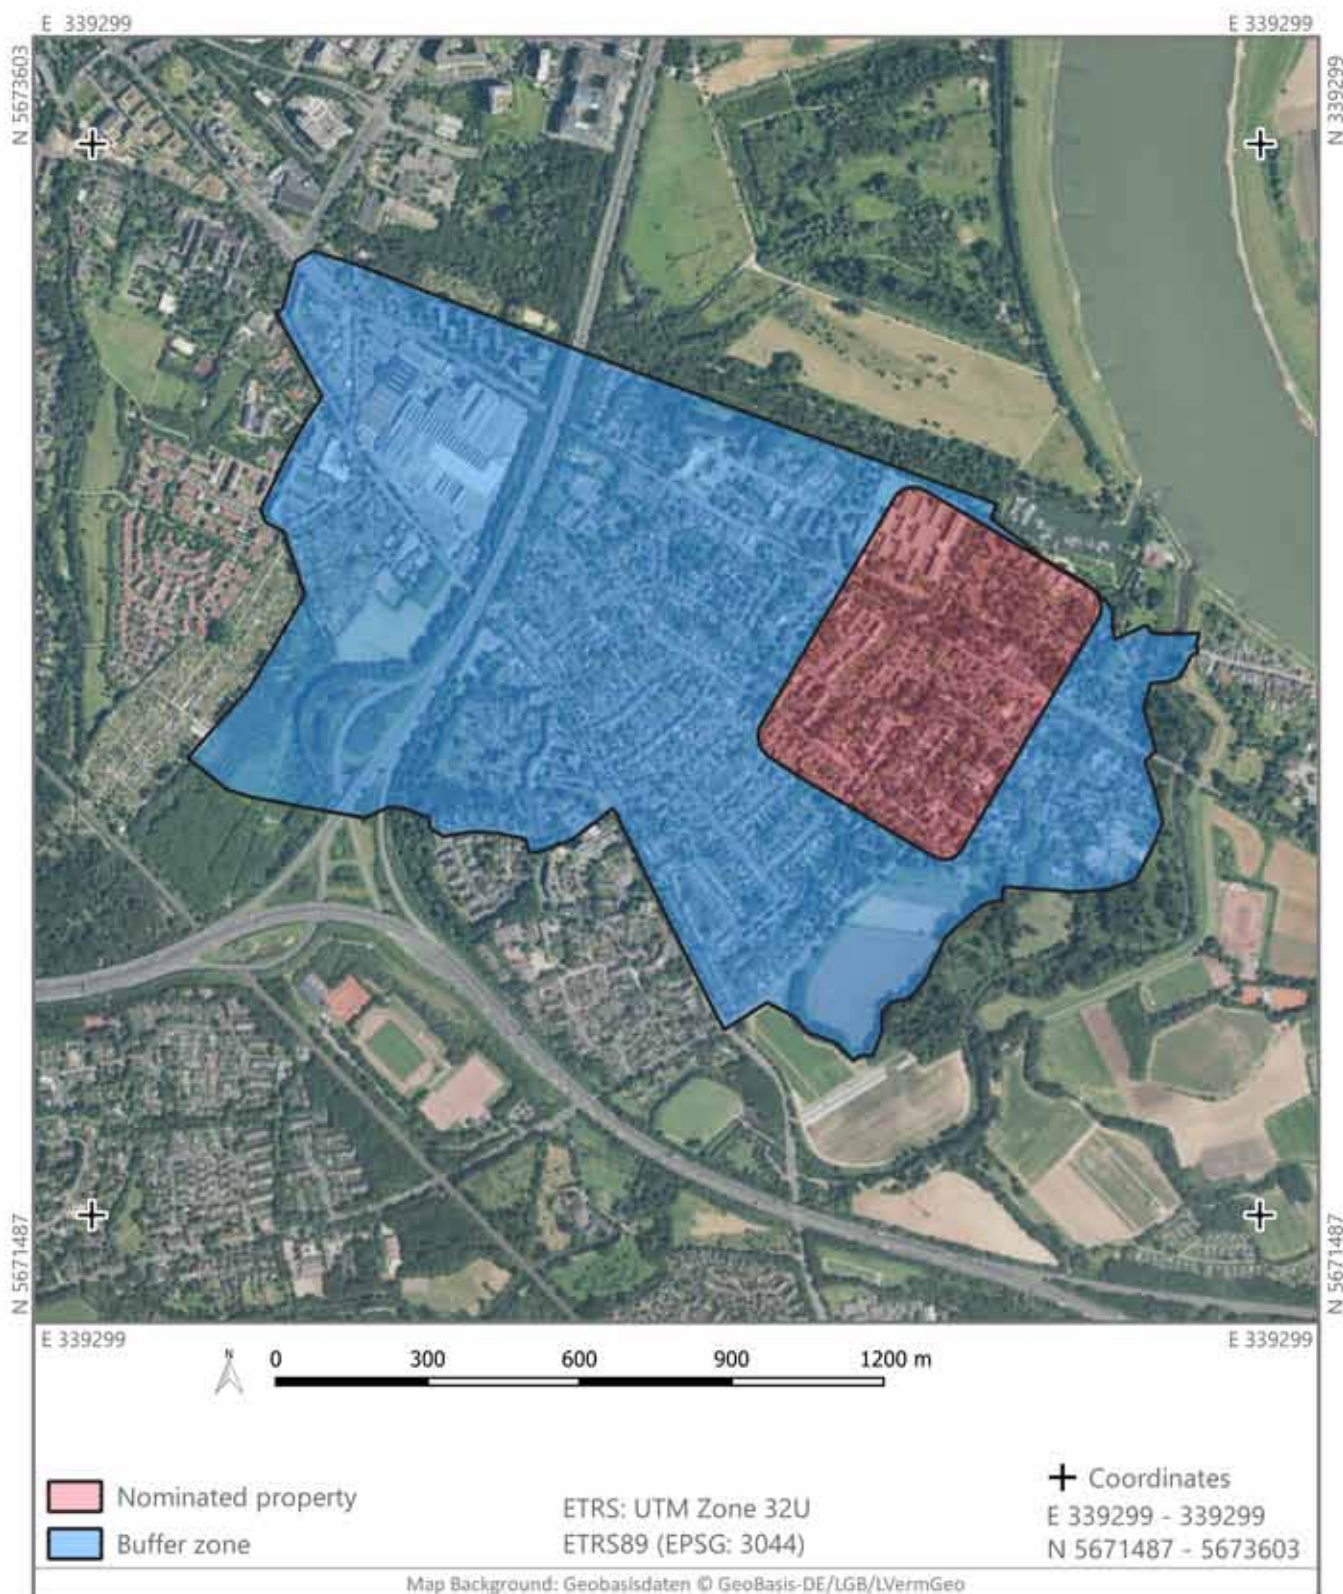 E 339299
E 339299
N 5673603
N 339299
N 5671487
N 5671487
E 339299
E 339299
N
0 300 600 900 1200 m
Nominated property
Buffer zone
ETRS: UTM Zone 32U
ETRS89 (EPSG: 3044)
Coordinates
E 339299 - 339299
N 5671487 - 5673603
Map Background: Geobasisdaten © GeoBasis-DE/LGB/LVermGeo